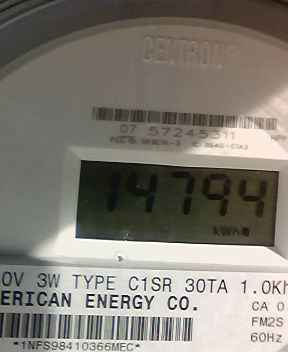 CENTRON®
07 57245311
14794
kWh
0V 3W TYPE C1SR 30TA 1.0Kh
ERICAN ENERGY CO.
CA 0
FM2S
60Hz
*1NFS98410366MEC*